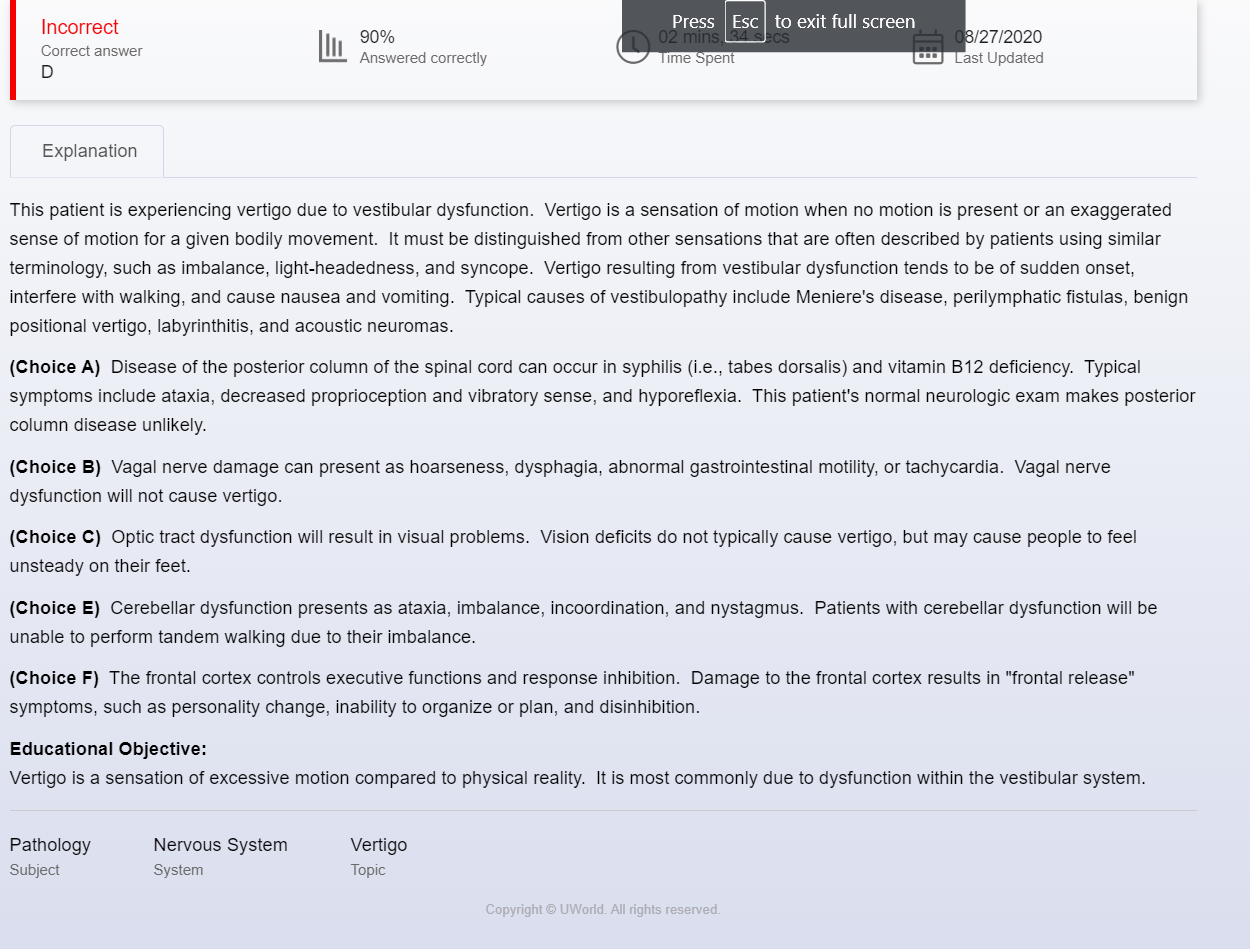 Incorrect
Correct answer
D
90%
Answered correctly
Press Esc to exit full screen
02 mins, 34 secs
Time Spent
08/27/2020
Last Updated
Explanation
This patient is experiencing vertigo due to vestibular dysfunction.  Vertigo is a sensation of motion when no motion is present or an exaggerated
sense of motion for a given bodily movement.  It must be distinguished from other sensations that are often described by patients using similar
terminology, such as imbalance, light-headedness, and syncope.  Vertigo resulting from vestibular dysfunction tends to be of sudden onset,
interfere with walking, and cause nausea and vomiting.  Typical causes of vestibulopathy include Meniere's disease, perilymphatic fistulas, benign
positional vertigo, labyrinthitis, and acoustic neuromas.
(Choice A)  Disease of the posterior column of the spinal cord can occur in syphilis (i.e., tabes dorsalis) and vitamin B12 deficiency.  Typical
symptoms include ataxia, decreased proprioception and vibratory sense, and hyporeflexia.  This patient's normal neurologic exam makes posterior
column disease unlikely.
(Choice B)  Vagal nerve damage can present as hoarseness, dysphagia, abnormal gastrointestinal motility, or tachycardia.  Vagal nerve
dysfunction will not cause vertigo.
(Choice C)  Optic tract dysfunction will result in visual problems.  Vision deficits do not typically cause vertigo, but may cause people to feel
unsteady on their feet.
(Choice E)  Cerebellar dysfunction presents as ataxia, imbalance, incoordination, and nystagmus.  Patients with cerebellar dysfunction will be
unable to perform tandem walking due to their imbalance.
(Choice F)  The frontal cortex controls executive functions and response inhibition.  Damage to the frontal cortex results in "frontal release"
symptoms, such as personality change, inability to organize or plan, and disinhibition.
Educational Objective:
Vertigo is a sensation of excessive motion compared to physical reality.  It is most commonly due to dysfunction within the vestibular system.
Pathology
Subject
Nervous System
System
Vertigo
Topic
Copyright © UWorld. All rights reserved.